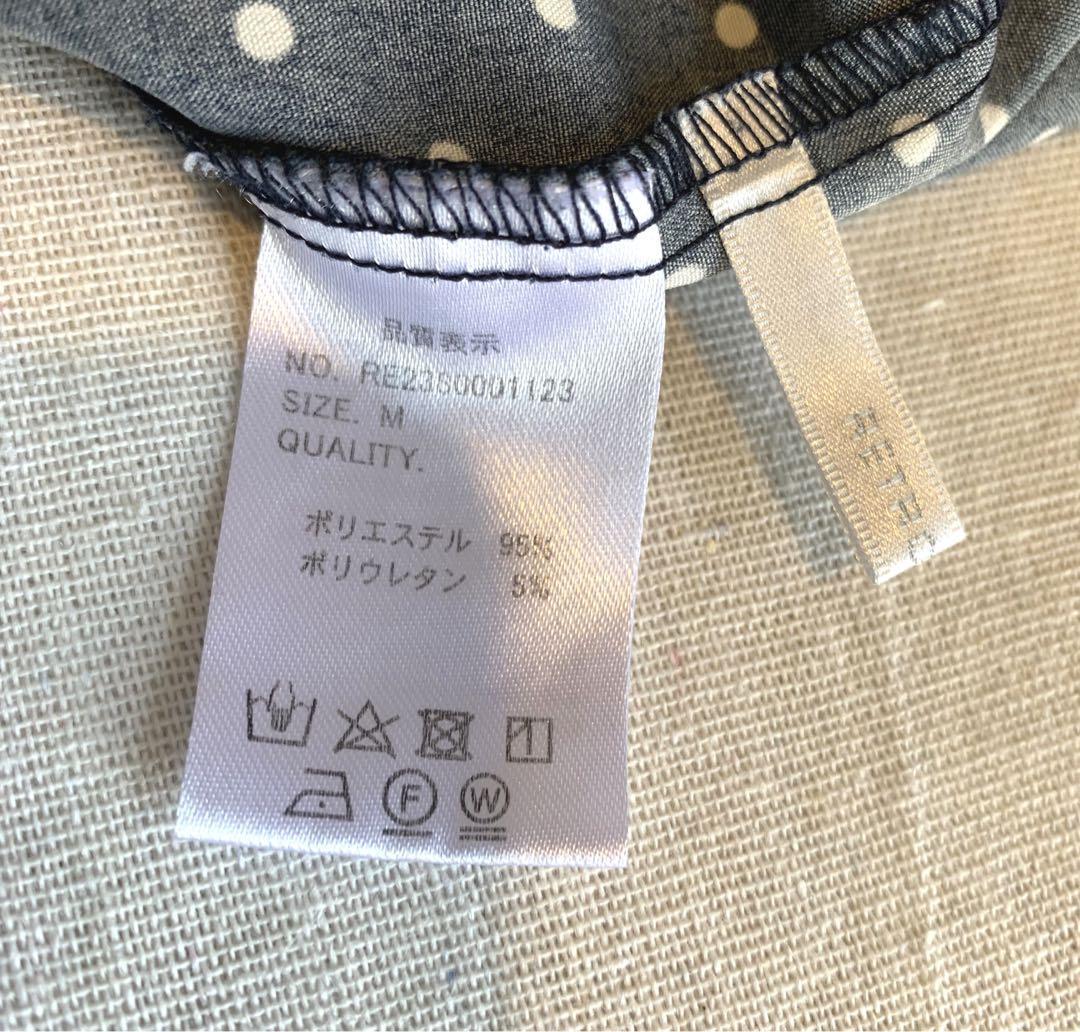 品質表示
NO. RE2350001123
SIZE. M
QUALITY.
ポリエステル 95%
ポリウレタン 5%
F
W